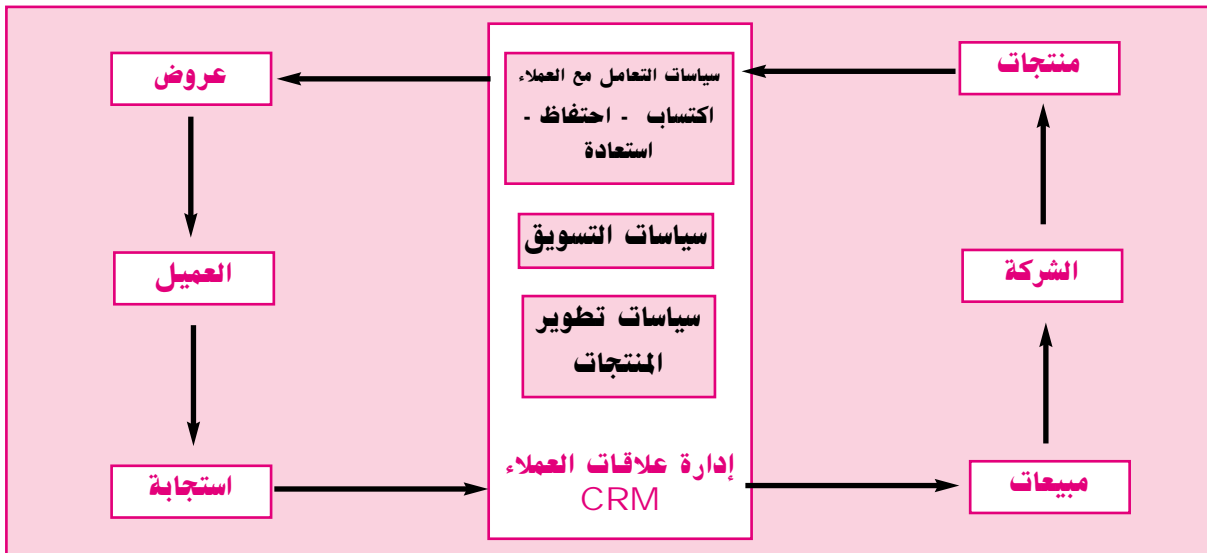 منتجات
سياسات التعامل مع العملاء
اكتساب - احتفاظ -
استعادة
عروض
الشركة
سياسات التسويق
العميل
سياسات تطوير
المنتجات
مبيعات
إدارة علاقات العملاء
CRM
استجابة